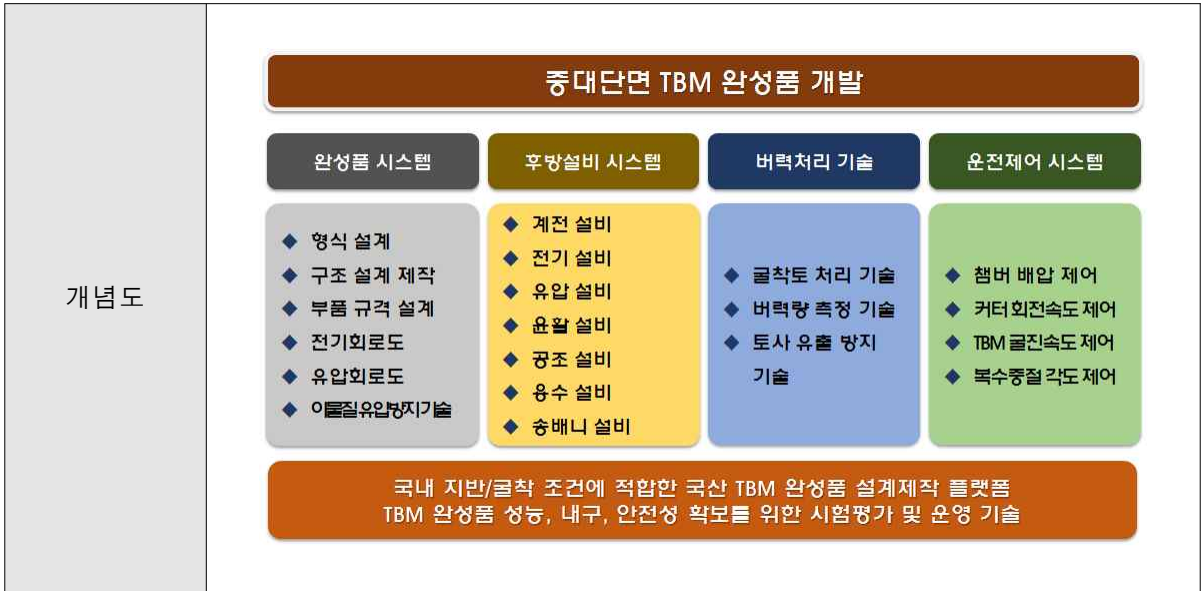 개념도
중대단면 TBM 완성품 개발
완성품 시스템
◆ 형식 설계
◆ 구조 설계 제작
◆ 부품 규격 설계
◆ 전기회로도
◆ 유압회로도
◆ 이물질유압방지기술
후방설비 시스템
◆ 계전 설비
◆ 전기 설비
◆ 유압 설비
◆ 윤활 설비
◆ 공조 설비
◆ 용수 설비
◆ 송배니 설비
버력처리 기술
◆ 굴착토 처리 기술
◆ 버력량 측정 기술
◆ 토사 유출 방지
기술
운전제어 시스템
◆ 챔버 배압 제어
◆ 커터 회전속도 제어
◆ TBM 굴진속도 제어
◆ 복수중절 각도 제어
국내 지반/굴착 조건에 적합한 국산 TBM 완성품 설계제작 플랫폼
TBM 완성품 성능, 내구, 안전성 확보를 위한 시험평가 및 운영 기술